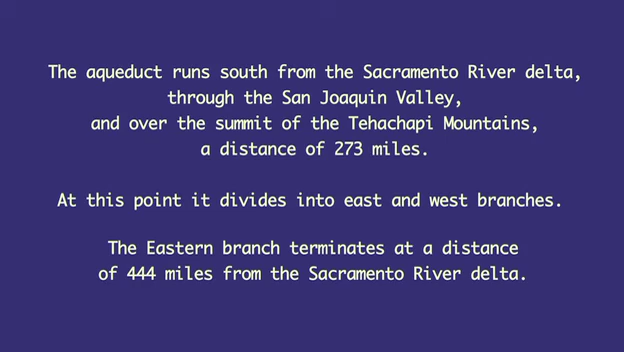 The aqueduct runs south from the Sacramento River delta,
through the San Joaquin Valley,
and over the summit of the Tehachapi Mountains,
a distance of 273 miles.
At this point it divides into east and west branches.
The Eastern branch terminates at a distance
of 444 miles from the Sacramento River delta.